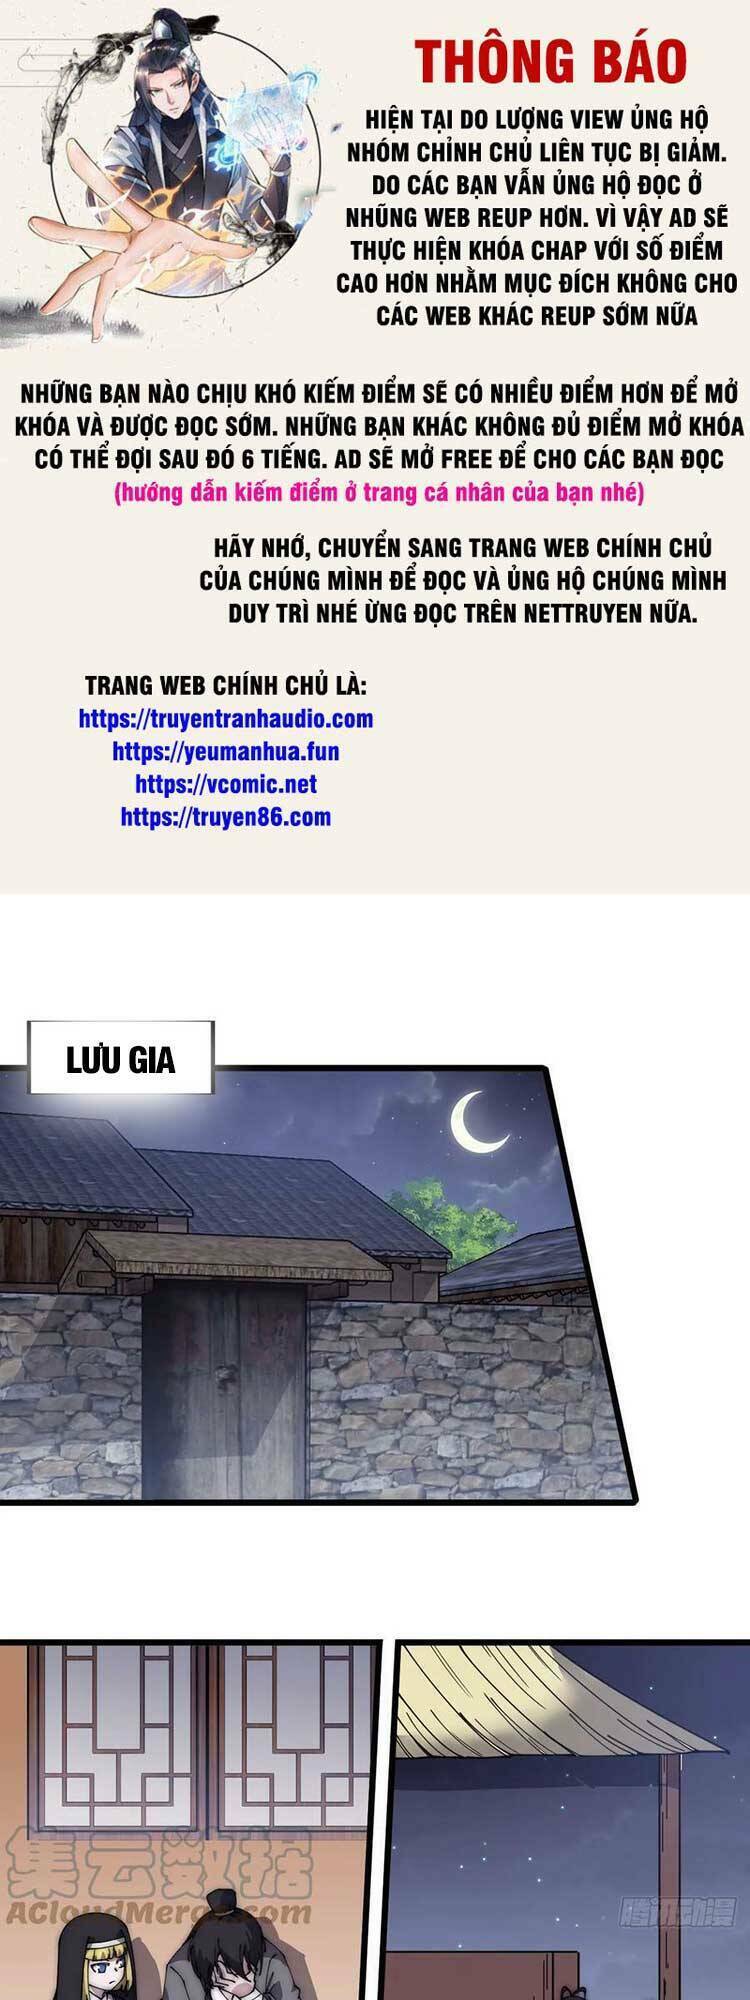 THÔNG BÁO
HIỆN TẠI DO LƯỢNG VIEW ỦNG HỘ
NHÓM CHỈNH CHỦ LIÊN TỤC BỊ GIẢM.
DO CÁC BẠN VẪN ỦNG HỘ ĐỌC Ở
NHŨNG WEB REUP HƠN. VÌ VẬY AD SẼ
THỰC HIỆN KHÓA CHAP VỚI SỐ ĐIỂM
CAO HƠN NHẰM MỤC ĐÍCH KHÔNG CHO
CÁC WEB KHÁC REUP SỚM NỮA
NHỮNG BẠN NÀO CHỊU KHÓ KIẾM ĐIỂM SẼ CÓ NHIỀU ĐIỂM HƠN ĐỂ MỞ
KHÓA VÀ ĐƯỢC ĐỌC SỚM. NHỮNG BẠN KHÁC KHÔNG ĐỦ ĐIỂM MỞ KHÓA
CÓ THỂ ĐỢI SAU ĐÓ 6 TIẾNG. AD SẼ MỞ FREE ĐỂ CHO CÁC BẠN ĐỌC
(hướng dẫn kiếm điểm ở trang cá nhân của bạn nhé)
HÃY NHỚ, CHUYỂN SANG TRANG WEB CHÍNH CHỦ
CỦA CHÚNG MÌNH ĐỂ ĐỌC VÀ ỦNG HỘ CHÚNG MÌNH
DUY TRÌ NHÉ ỪNG ĐỌC TRÊN NETTRUYEN NỮA.
TRANG WEB CHÍNH CHỦ LÀ:
https://truyentranhaudio.com
https://yeumanhua.fun
https://vcomic.net
https://truyen86.com
LƯU GIA
集云数据
ACloudMerge.com
腾讯动漫